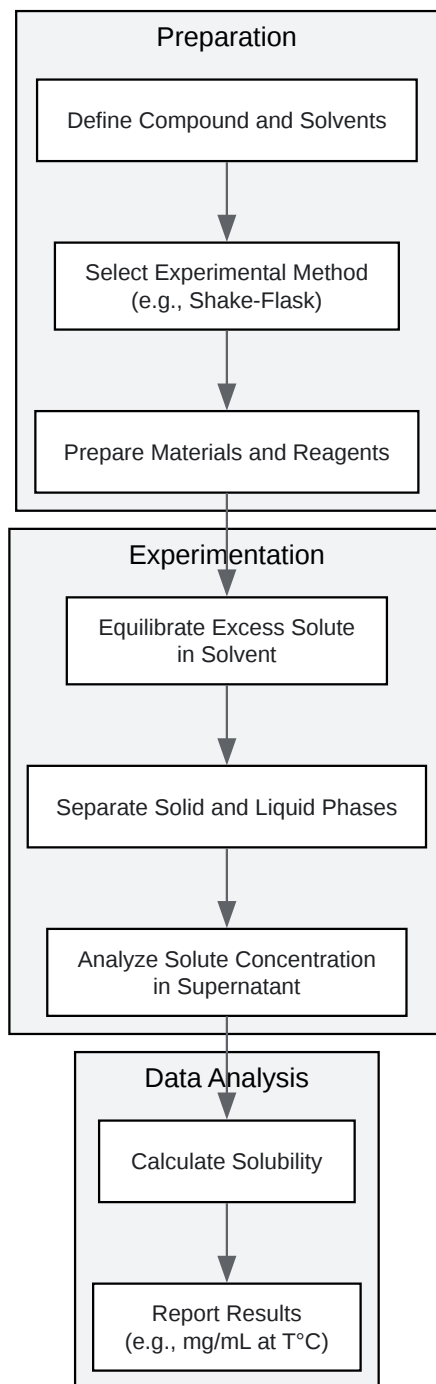 Preparation
Define Compound and Solvents
Select Experimental Method
(e.g., Shake-Flask)
Prepare Materials and Reagents
Experimentation
Equilibrate Excess Solute
in Solvent
Separate Solid and Liquid Phases
Analyze Solute Concentration
in Supernatant
Data Analysis
Calculate Solubility
Report Results
(e.g., mg/mL at T°C)